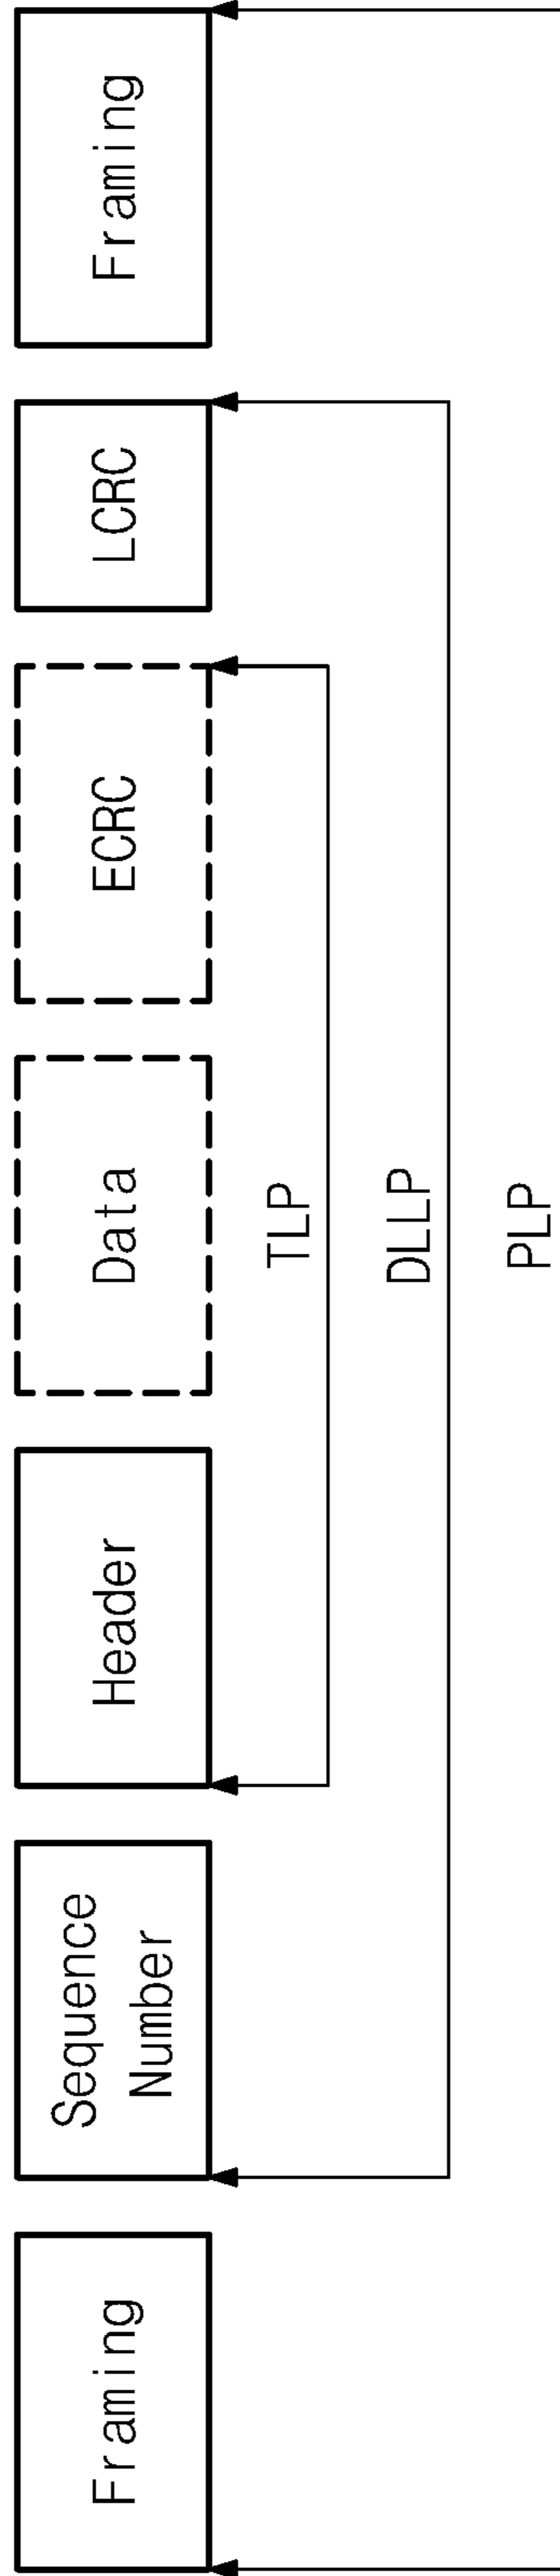 Framing
Sequence
Number
Header
Data
ECRC
LCRC
Framing
TLP
DLLP
PLP